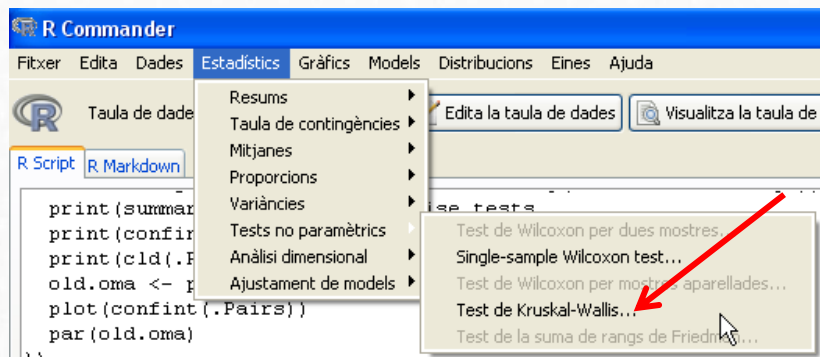 R Commander
Fitxer Edita Dades Estadístics Gràfics Models Distribucions Eines Ajuda
Taula de dade Edita la taula de dades Visualitza la taula de
R Script R Markdown
Resums
Taula de contingències
Mitjanes
Proporcions
Variàncies
Tests no paramètrics
Anàlisi dimensional
Ajustament de models
Test de Wilcoxon per dues mostres...
Single-sample Wilcoxon test...
Test de Wilcoxon per mostres aparellades...
Test de Kruskal-Wallis...
Test de la suma de rangs de Friedman...
print(summar ise tests
print(confin
print(cld(.P
old.oma <- p
plot(confint(.Pairs))
par(old.oma)